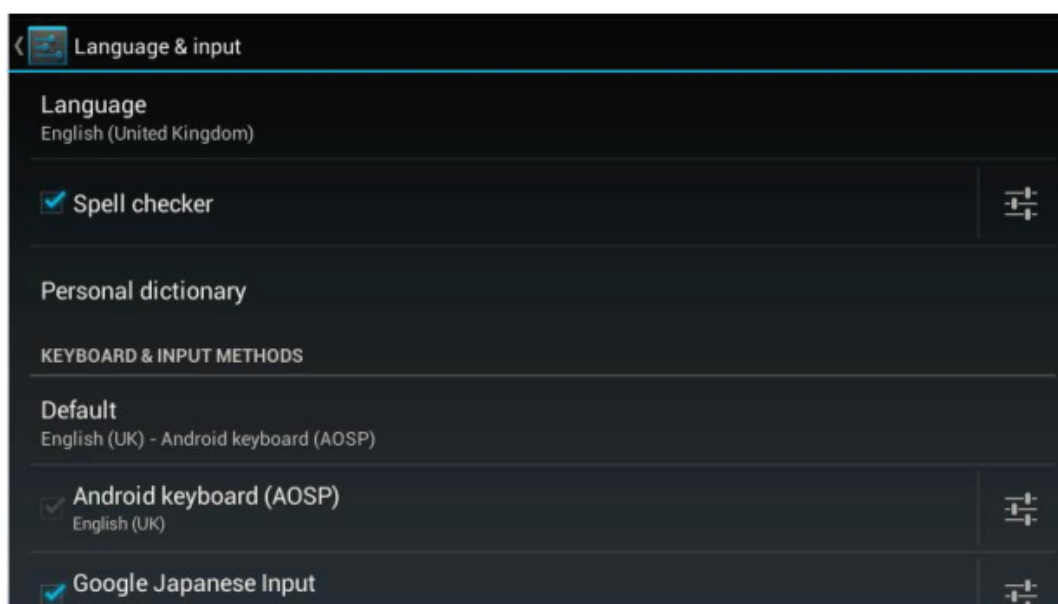 Language & input
Language
English (United Kingdom)
Spell checker
Personal dictionary
KEYBOARD & INPUT METHODS
Default
English (UK) - Android keyboard (AOSP)
Android keyboard (AOSP)
English (UK)
Google Japanese Input